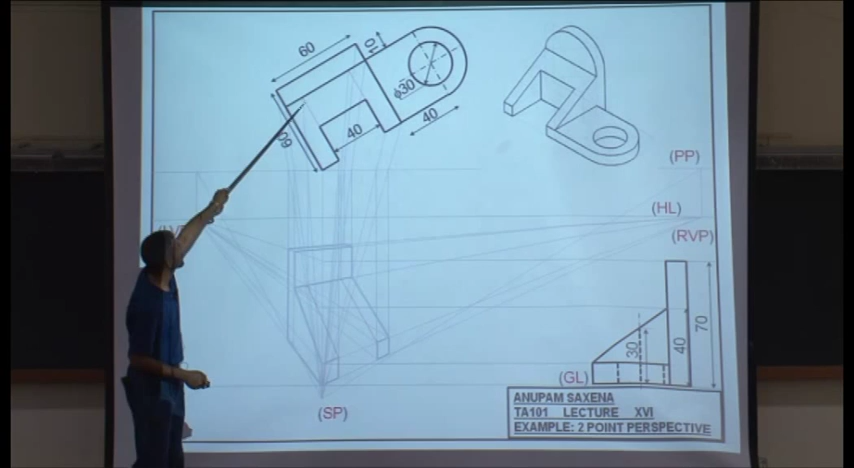 60
10
ϕ30
40
40
60
(PP)
(HL)
(RVP)
70
30
40
(GL)
(SP)
ANUPAM SAXENA
TA101 LECTURE XVI
EXAMPLE: 2 POINT PERSPECTIVE